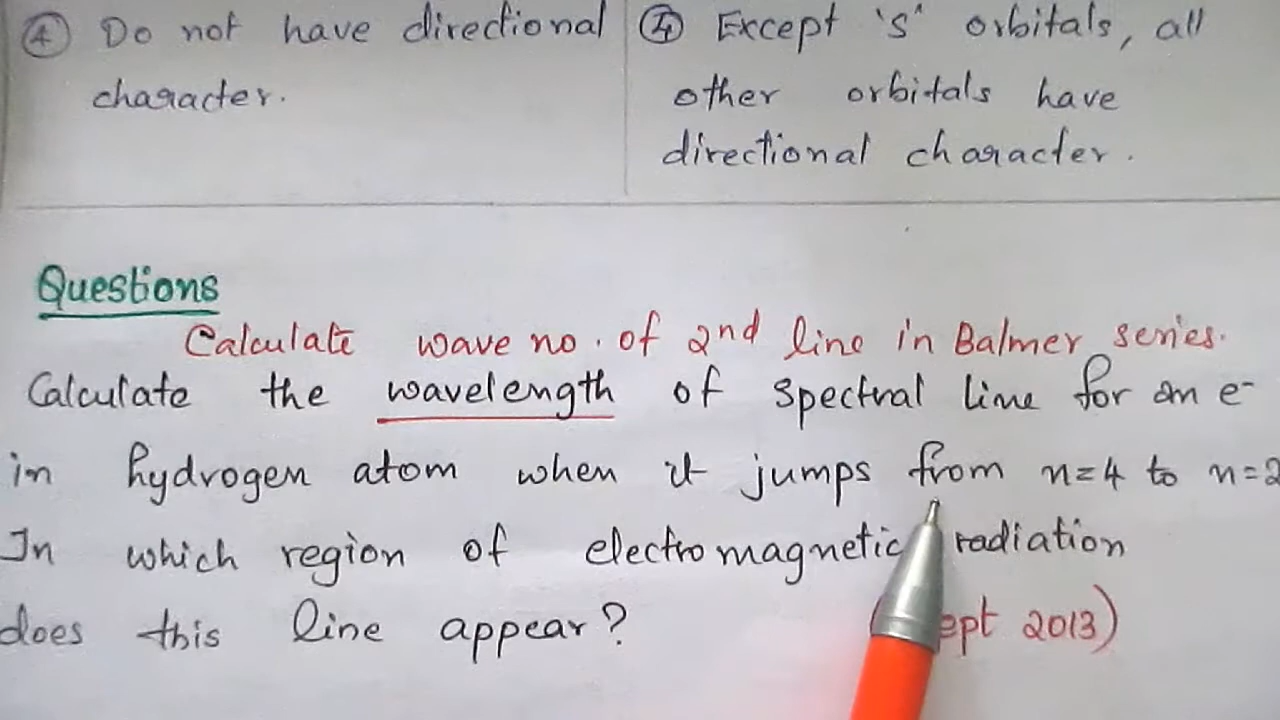 ④ Do not have directional
character.
④ Except 's' orbitals, all
other orbitals have
directional character.
Questions
Calculate wave no. of 2nd line in Balmer series.
Calculate the wavelength of spectral line for an e-
in hydrogen atom when it jumps from n=4 to n=2
In which region of electromagnetic radiation
does this line appear?
ept 2013)